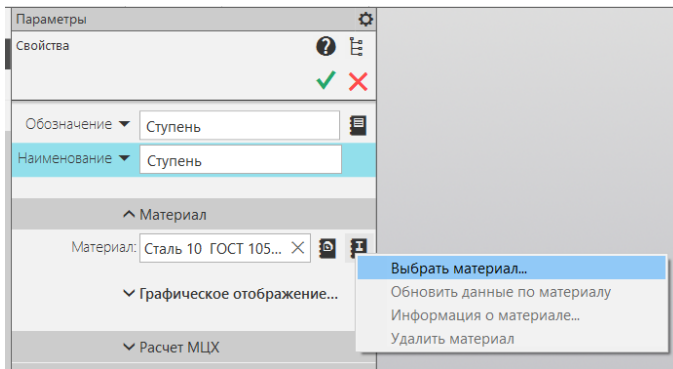 Параметры
Свойства
Обозначение Ступень
Наименование Ступень
Материал
Материал: Сталь 10 ГОСТ 105...
Выбрать материал...
Обновить данные по материалу
Графическое отображение...
Информация о материале...
Удалить материал
Расчет МЦХ